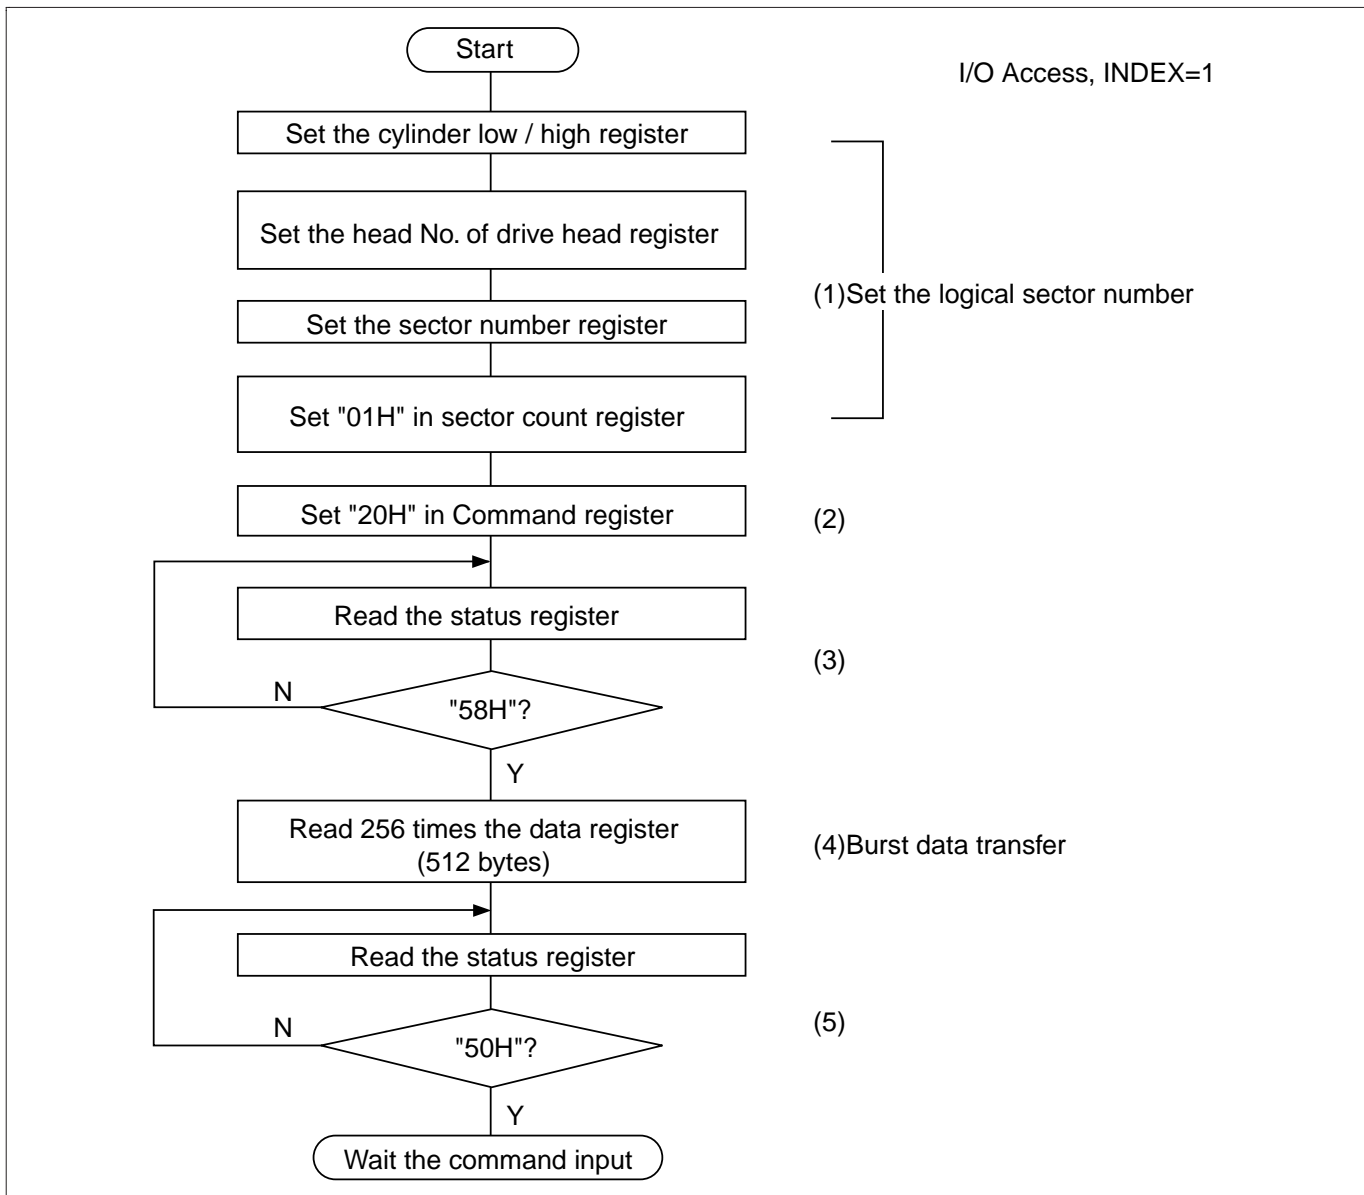 Start
I/O Access, INDEX=1
Set the cylinder low / high register
Set the head No. of drive head register
(1)Set the logical sector number
Set the sector number register
Set "01H" in sector count register
Set "20H" in Command register
(2)
Read the status register
(3)
N
"58H"?
Y
Read 256 times the data register
(512 bytes)
(4)Burst data transfer
Read the status register
(5)
N
"50H"?
Y
Wait the command input